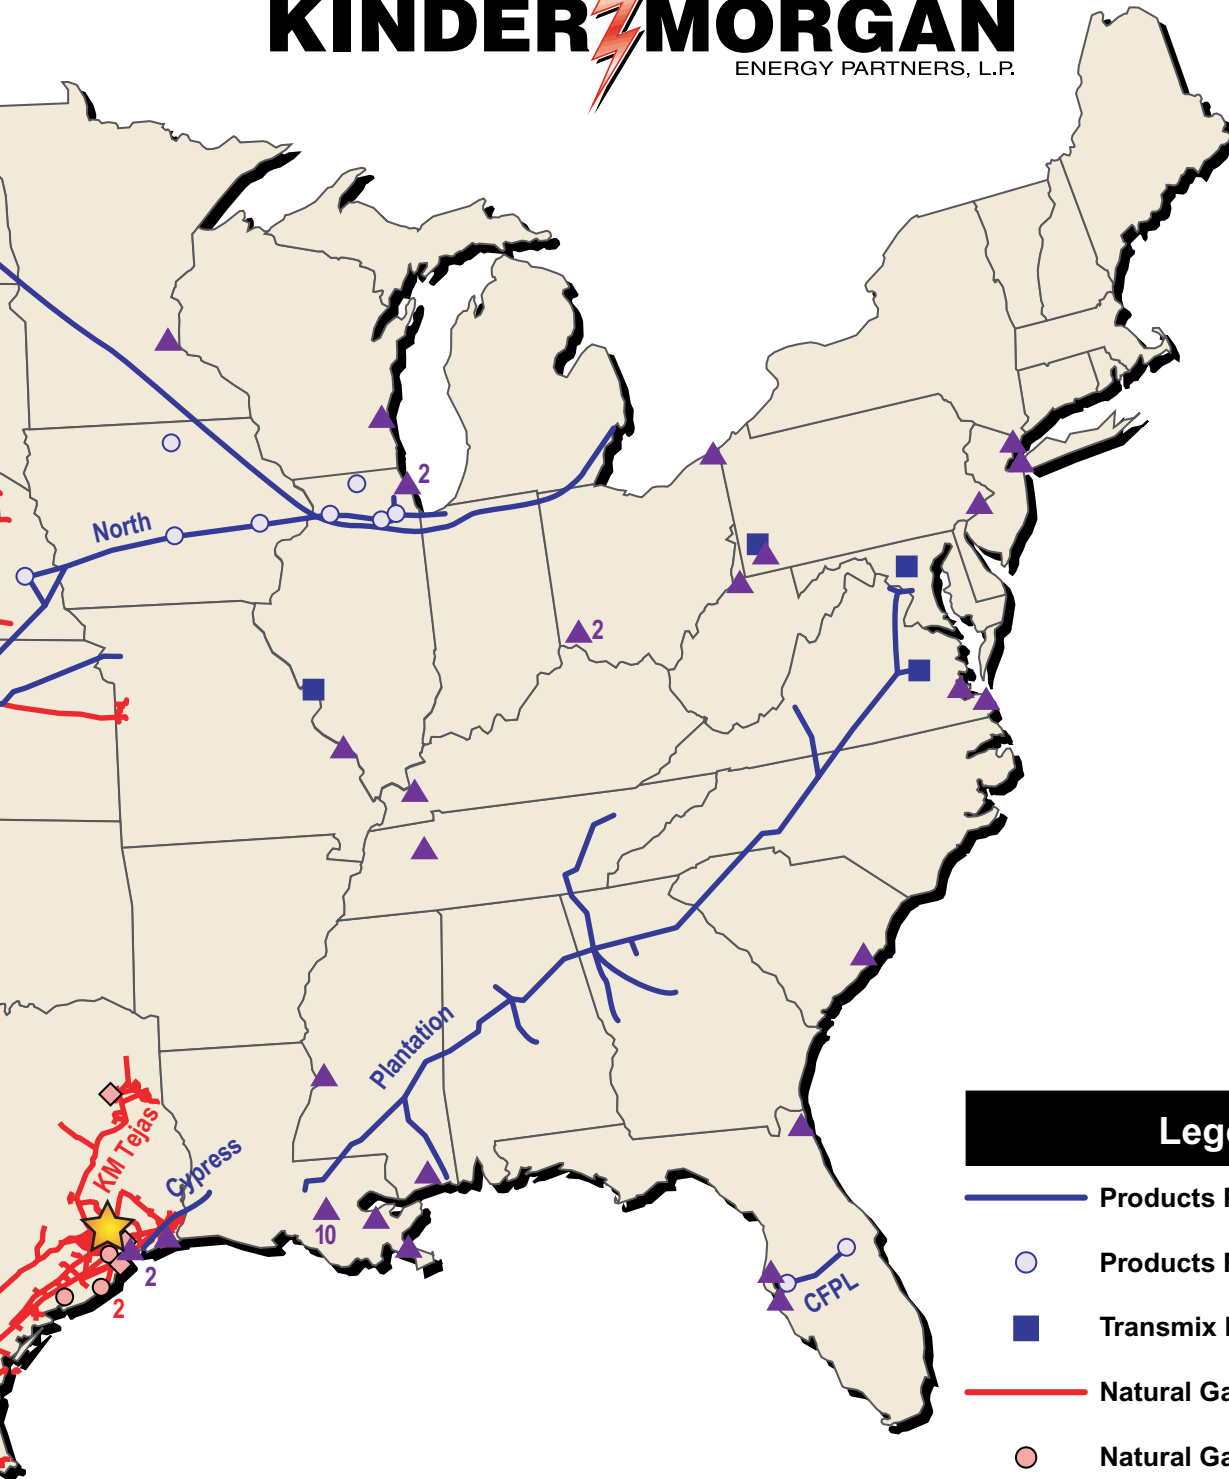 KINDER MORGAN
ENERGY PARTNERS, L.P.
2
North
2
Plantation
KM Tejas
Cypress
10
2
2
CFPL
Lege
Products
Products
Transmix
Natural Ga
Natural Ga